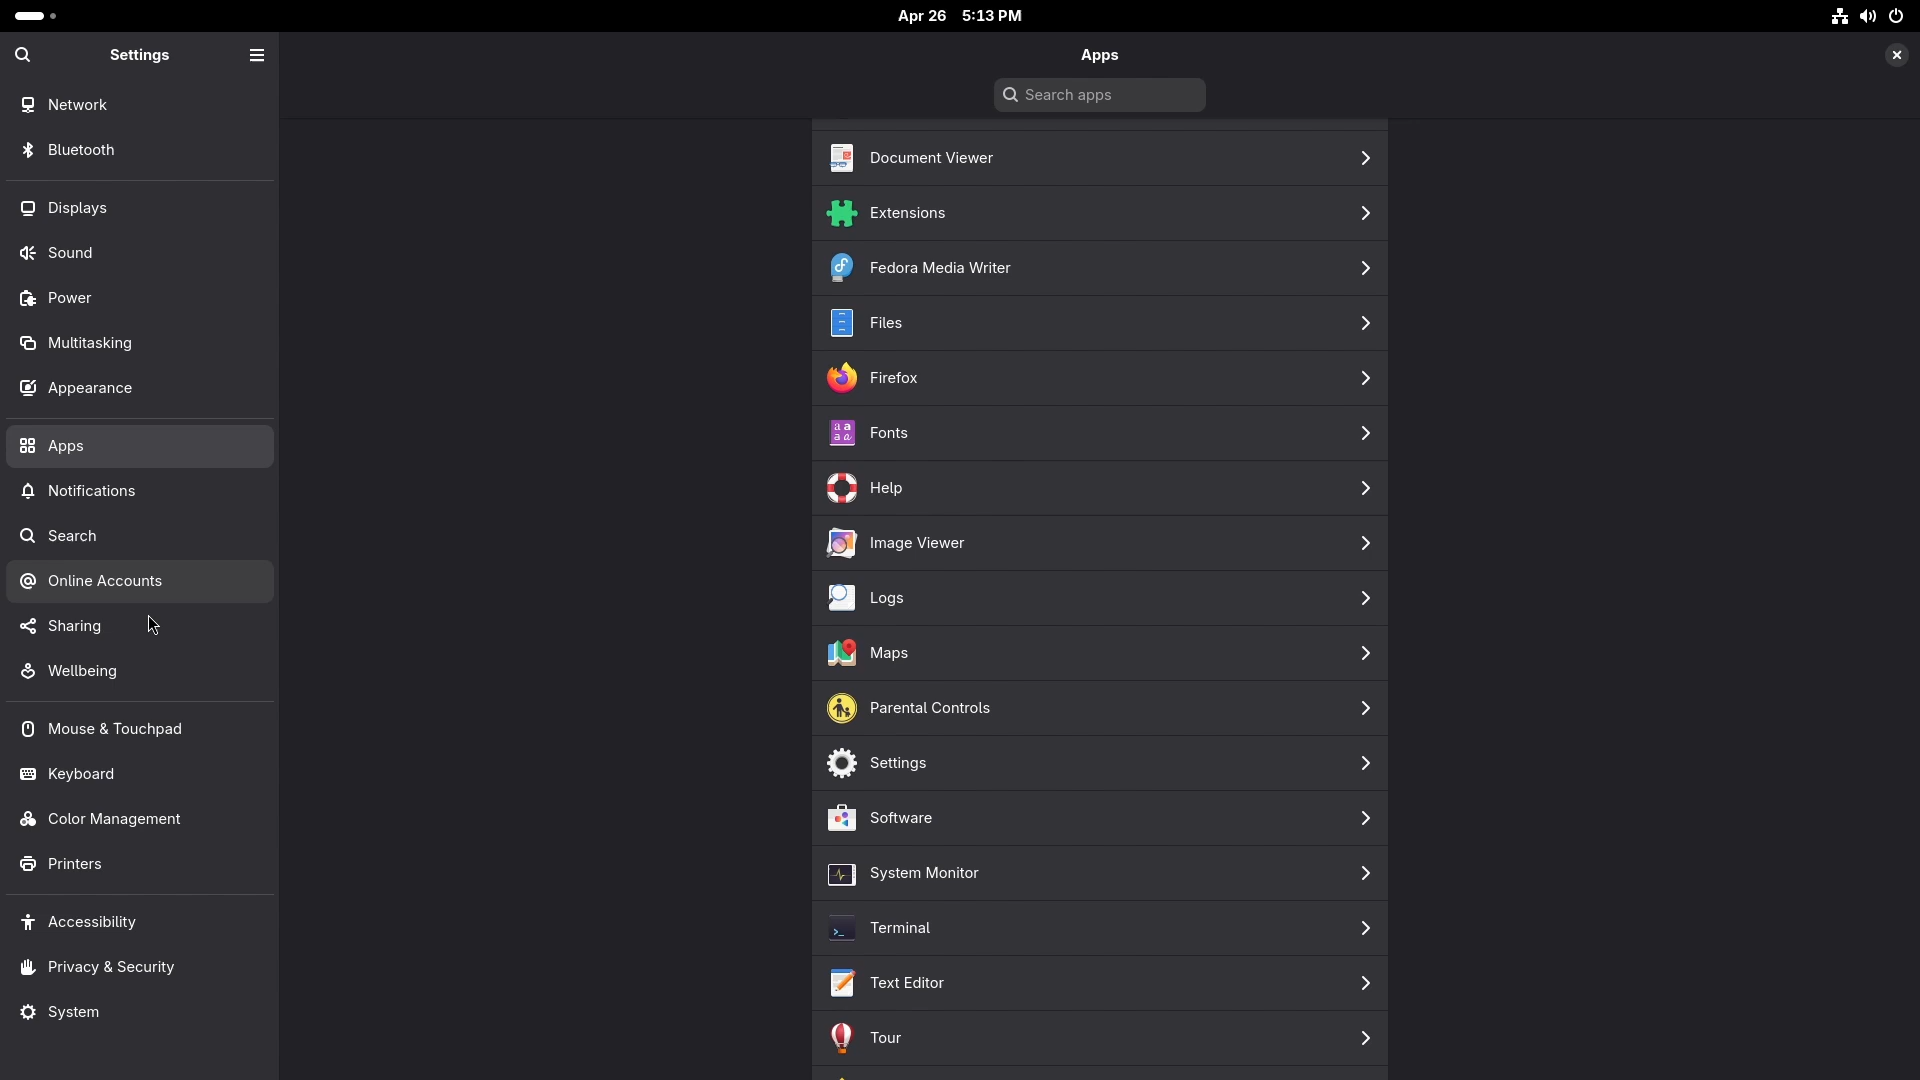 Apr 26 5:13 PM
Settings
Network
Bluetooth
Displays
Sound
Power
Multitasking
Appearance
Apps
Notifications
Search
Online Accounts
Sharing
Wellbeing
Mouse & Touchpad
Keyboard
Color Management
Printers
Accessibility
Privacy & Security
System
Apps
Search apps
Document Viewer
Extensions
Fedora Media Writer
Files
Firefox
Fonts
Help
Image Viewer
Logs
Maps
Parental Controls
Settings
Software
System Monitor
Terminal
Text Editor
Tour